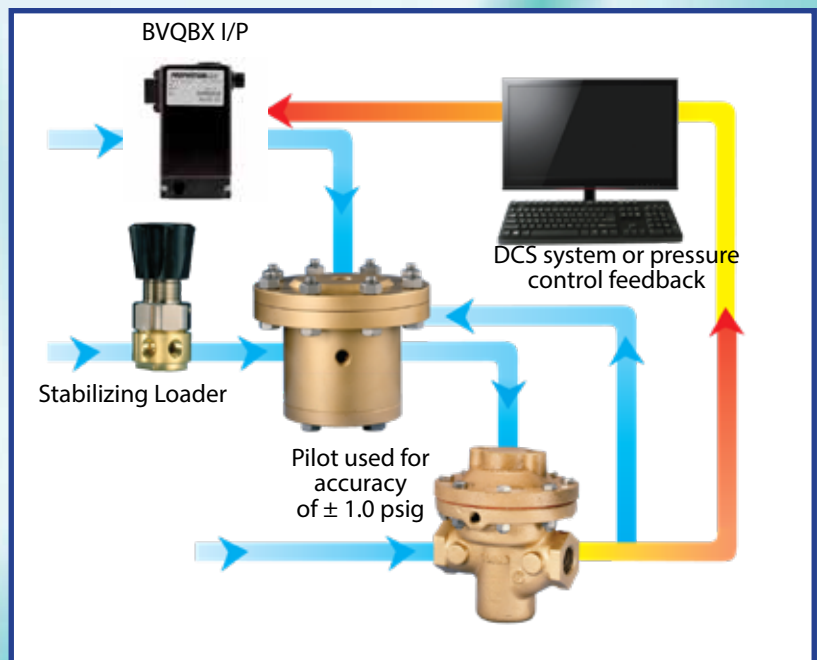 BVQBX I/P
DCS system or pressure
control feedback
Stabilizing Loader
Pilot used for
accuracy
of ± 1.0 psig